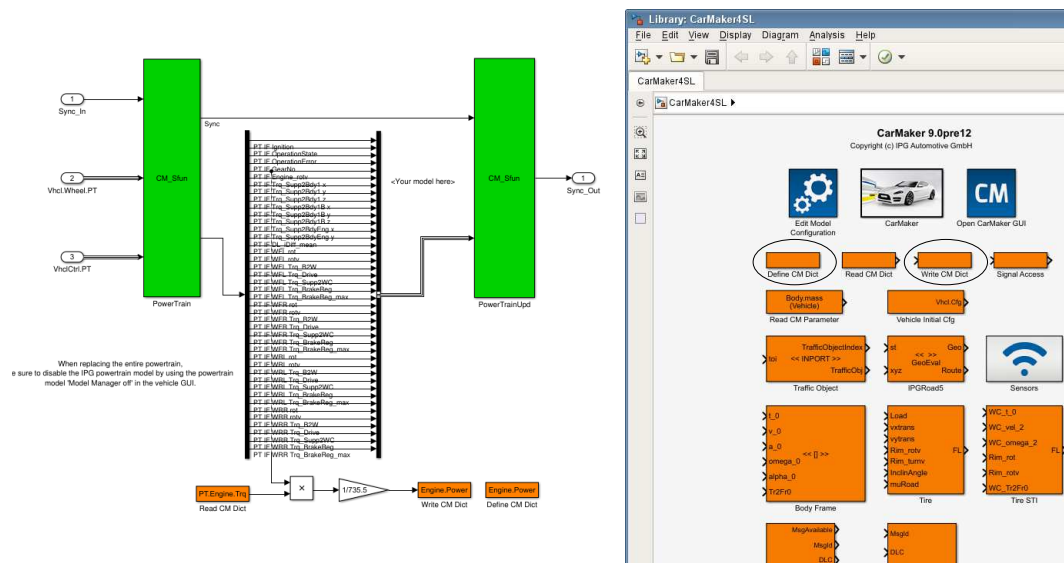 1
Sync_In
2
Vhcl.Wheel.PT
3
VhclCtrl.PT
CM_Sfun
PowerTrain
Sync
PT IF Ignition
PT IF OperationState
PT IF OperationError
PT IF GearNo
PT IF Engine_rotv
PT IF Trq_Supp2Bdy1 x
PT IF Trq_Supp2Bdy1 y
PT IF Trq_Supp2Bdy1 z
PT IF Trq_Supp2Bdy1B x
PT IF Trq_Supp2Bdy1B y
PT IF Trq_Supp2Bdy1B z
PT IF Trq_Supp2BdyEng x
PT IF Trq_Supp2BdyEng y
PT IF DL_iDiff_mean
PT IF WFL rot
PT IF WFL rotv
PT IF WFL Trq_B2W
PT IF WFL Trq_Drive
PT IF WFL Trq_Supp2WC
PT IF WFL Trq_BrakeReg
PT IF WFL Trq_BrakeReg_max
PT IF WFR rot
PT IF WFR rotv
PT IF WFR Trq_B2W
PT IF WFR Trq_Drive
PT IF WFR Trq_Supp2WC
PT IF WFR Trq_BrakeReg
PT IF WFR Trq_BrakeReg_max
PT IF WRL rot
PT IF WRL rotv
PT IF WRL Trq_B2W
PT IF WRL Trq_Drive
PT IF WRL Trq_Supp2WC
PT IF WRL Trq_BrakeReg
PT IF WRL Trq_BrakeReg_max
PT IF WRR rot
PT IF WRR rotv
PT IF WRR Trq_B2W
PT IF WRR Trq_Drive
PT IF WRR Trq_Supp2WC
PT IF WRR Trq_BrakeReg
PT IF WRR Trq_BrakeReg_max
<Your model here>
CM_Sfun
PowerTrainUpd
1
Sync_Out
When replacing the entire powertrain,
e sure to disable the IPG powertrain model by using the powertrain
model 'Model Manager off' in the vehicle GUI.
PT.Engine.Trq
Read CM Dict
×
1/735.5
Engine.Power
Write CM Dict
Engine.Power
Define CM Dict
Library: CarMaker4SL
File Edit View Display Diagram Analysis Help
CarMaker4SL
CarMaker4SL
CarMaker 9.0pre12
Copyright (c) IPG Automotive GmbH
Edit Model
Configuration
CarMaker
CM
Open CarMaker GUI
Define CM Dict
Read CM Dict
Write CM Dict
Signal Access
Body.mass
(Vehicle)
Read CM Parameter
Vhcl.Cfg
Vehicle Initial Cfg
toi
<< INPORT >>
TrafficObjectIndex
TrafficObj
Traffic Object
st
xyz
<< >>
GeoEval
Geo
Route
IPGRoad5
Sensors
t_0
v_0
a_0
omega_0
alpha_0
Tr2Fr0
<< [] >>
Body Frame
Load
vxtrans
vytrans
Rim_rotv
Rim_turnv
InclinAngle
muRoad
FL
Tire
WC_t_0
WC_vel_2
WC_omega_2
Rim_rot
Rim_rotv
WC_Tr2Fr0
FL
Tire STI
MsgAvailable
MsgId
DLC
MsgId
DLC